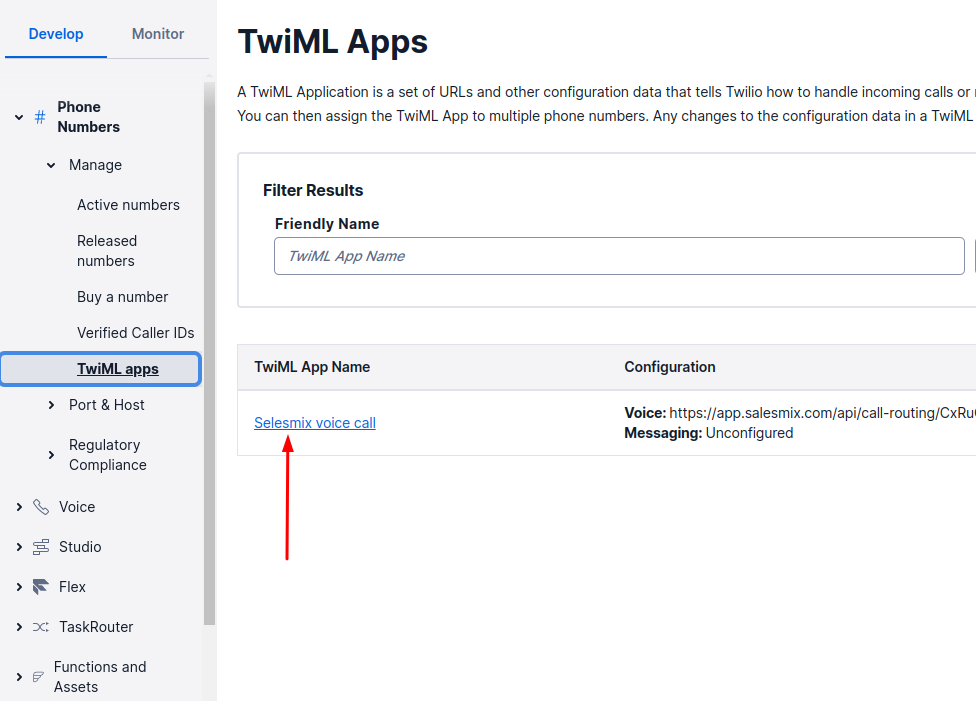 Develop
Monitor
Phone
Numbers
Manage
Active numbers
Released
numbers
Buy a number
Verified Caller IDs
TwiML apps
Port & Host
Regulatory
Compliance
Voice
Studio
Flex
TaskRouter
Functions and
Assets
TwiML Apps
A TwiML Application is a set of URLs and other configuration data that tells Twilio how to handle incoming calls or
You can then assign the TwiML App to multiple phone numbers. Any changes to the configuration data in a TwiML
Filter Results
Friendly Name
TwiML App Name
TwiML App Name
Configuration
Selesmix voice call
Voice: https://app.salesmix.com/api/call-routing/CxRu
Messaging: Unconfigured